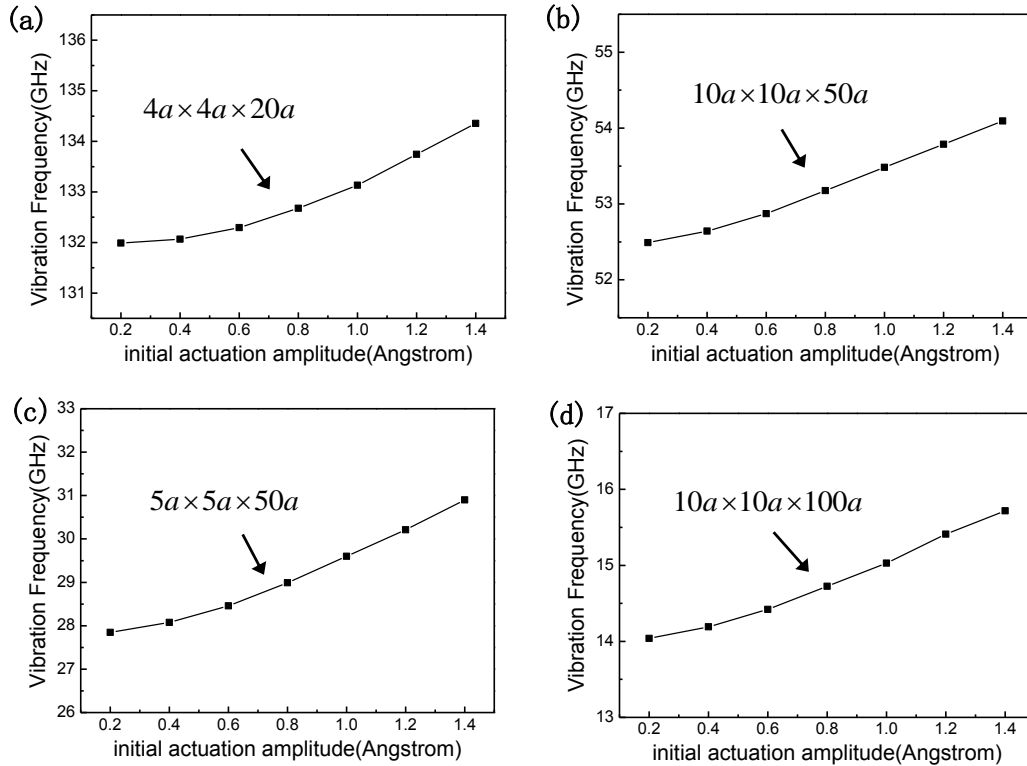 (a)
136
135
134
133
132
131
Vibration Frequency(GHz)
4a×4a×20a
0.2 0.4 0.6 0.8 1.0 1.2 1.4
initial actuation amplitude(Angstrom)
(b)
55
54
53
52
Vibration Frequency(GHz)
10a×10a×50a
0.2 0.4 0.6 0.8 1.0 1.2 1.4
initial actuation amplitude(Angstrom)
(c)
33
32
31
30
29
28
27
26
Vibration Frequency(GHz)
5a×5a×50a
0.2 0.4 0.6 0.8 1.0 1.2 1.4
initial actuation amplitude(Angstrom)
(d)
17
16
15
14
13
Vibration Frequency(GHz)
10a×10a×100a
0.2 0.4 0.6 0.8 1.0 1.2 1.4
initial actuation amplitude(Angstrom)